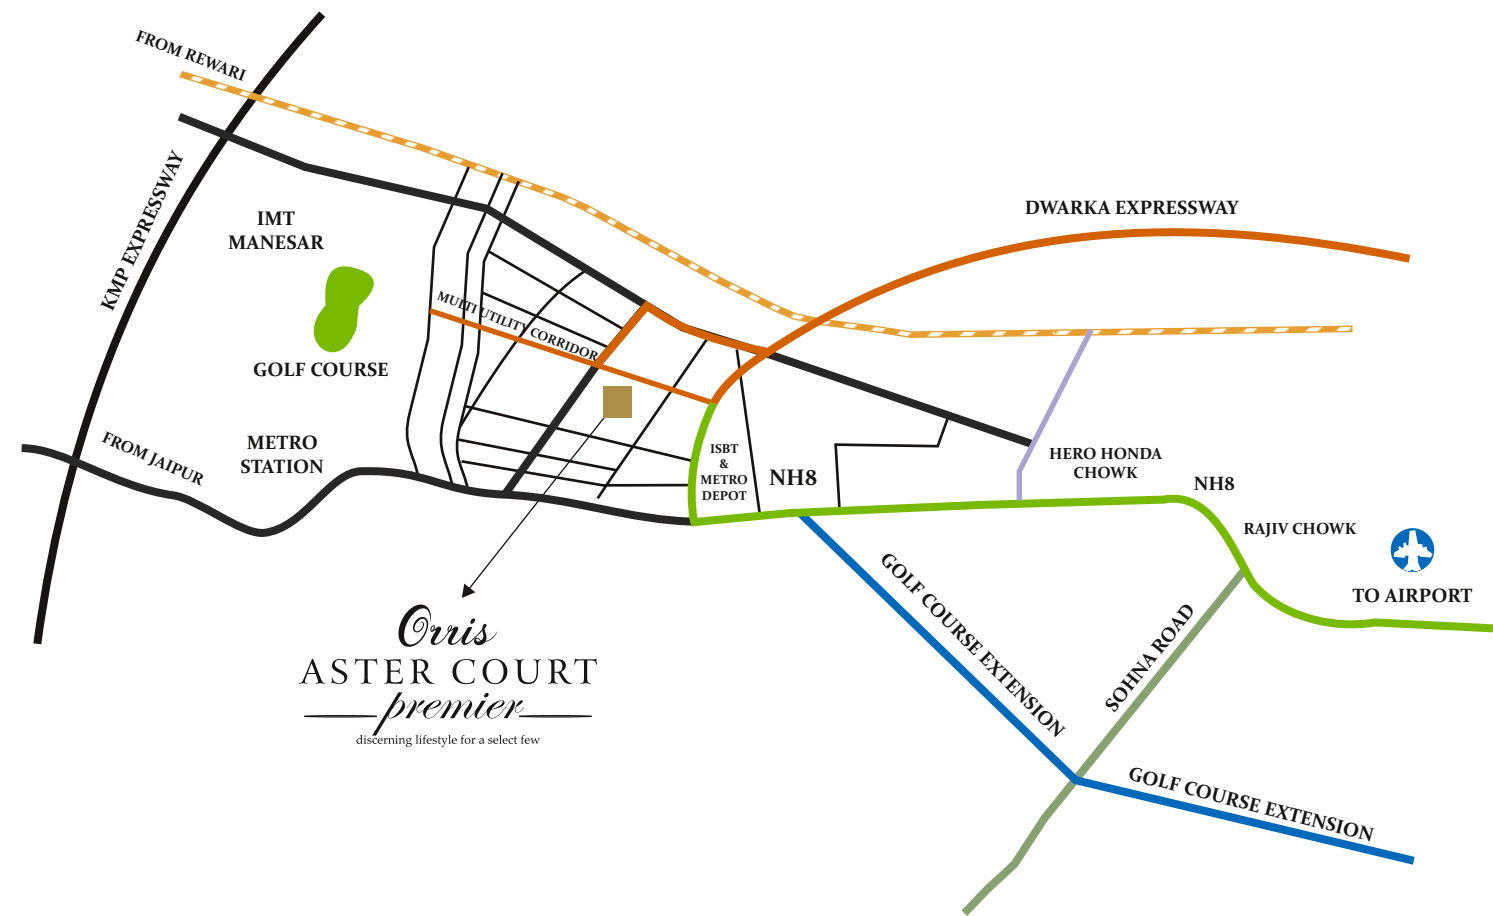 FROM REWARI
KMP EXPRESSWAY
IMT
MANESAR
DWARKA EXPRESSWAY
MULTI UTILITY CORRIDOR
GOLF COURSE
FROM JAIPUR
METRO
STATION
ISBT
&
METRO
DEPOT
NH8
HERO HONDA
CHOWK
NH8
RAJIV CHOWK
TO AIRPORT
GOLF COURSE EXTENSION
SOHNA ROAD
GOLF COURSE EXTENSION
Orris
ASTER COURT
premier
discerning lifestyle for a select few